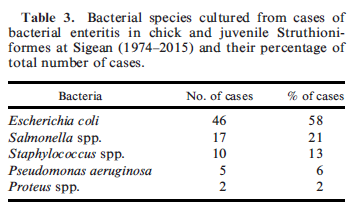 Table 3. Bacterial species cultured from cases of
bacterial enteritis in chick and juvenile Struthioni-
formes at Sigean (1974–2015) and their percentage of
total number of cases.
Bacteria No. of cases % of cases
Escherichia coli 46 58
Salmonella spp. 17 21
Staphylococcus spp. 10 13
Pseudomonas aeruginosa 5 6
Proteus spp. 2 2